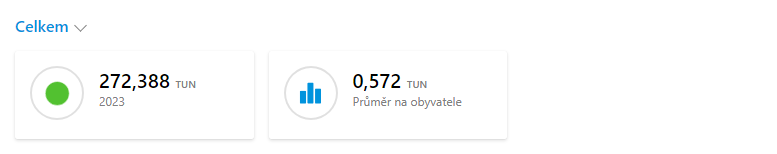 Celkem
272,388 TUN
2023
0,572 TUN
Průměr na obyvatele